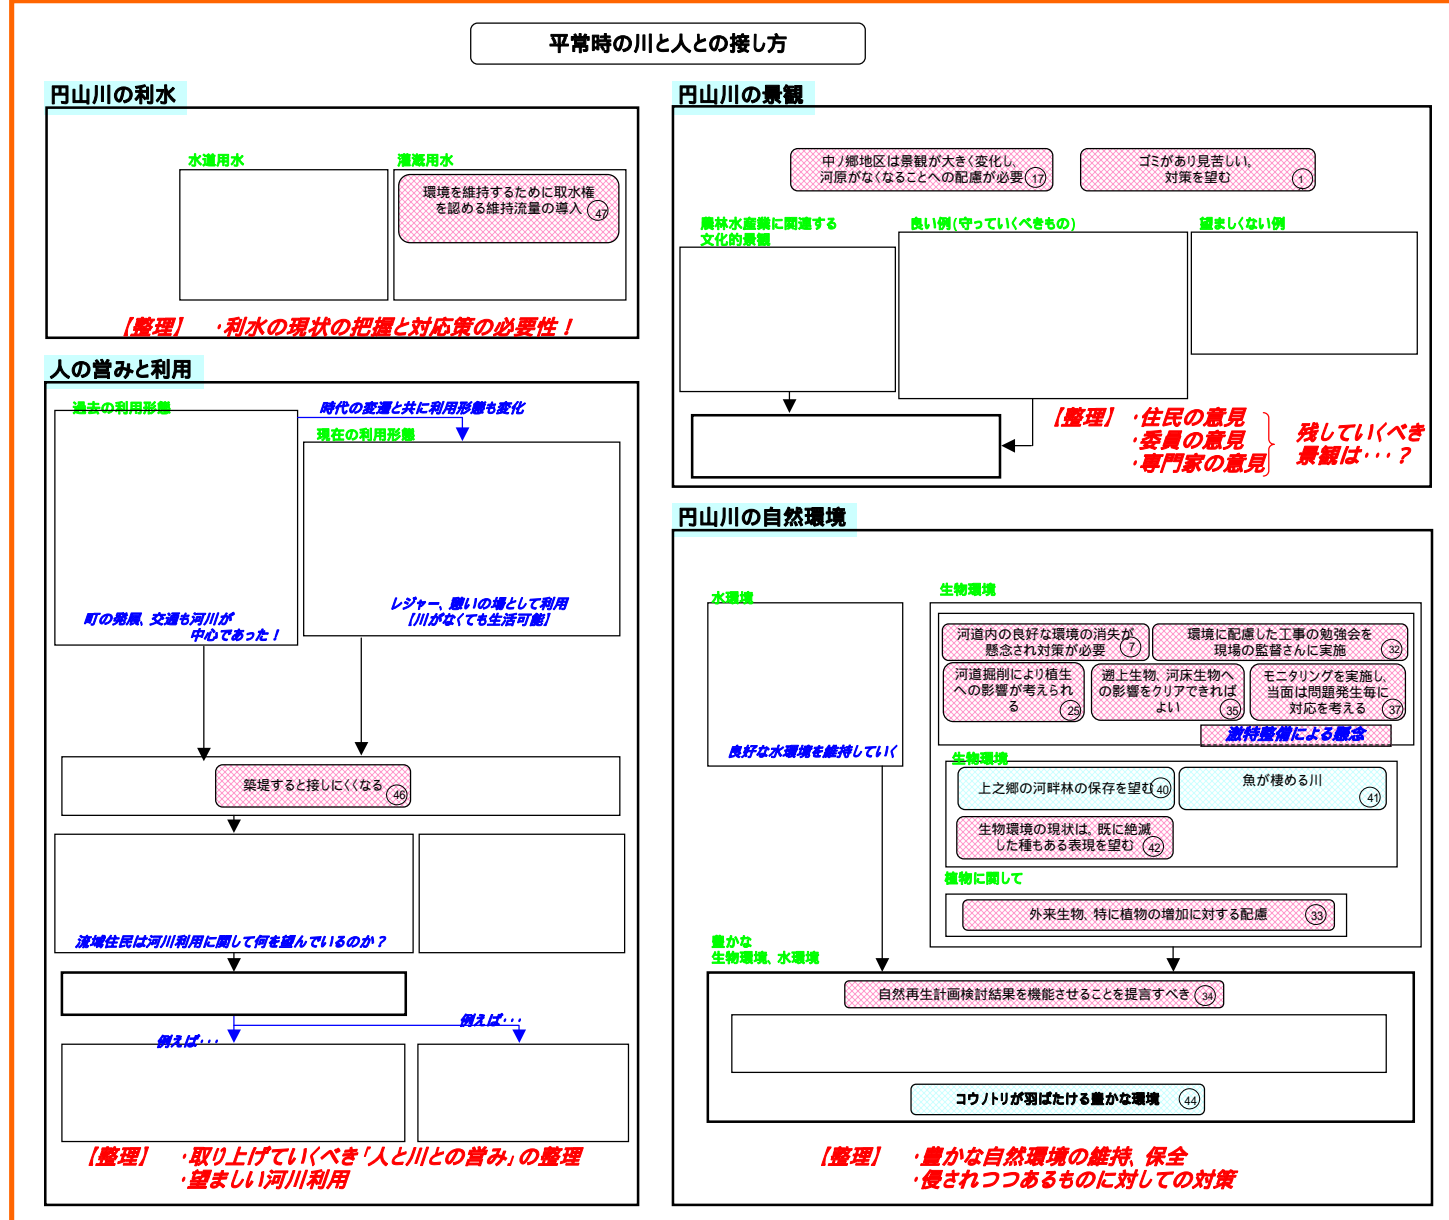 平常時の川と人との接し方
円山川の利水
水道用水
灌漑用水
環境を維持するために取水権
を認める維持流量の導入 47
【整理】 ・利水の現状の把握と対応策の必要性！
人の営みと利用
過去の利用形態
時代の変遷と共に利用形態も変化
現在の利用形態
町の発展、交通も河川が
中心であった！
レジャー、憩いの場として利用
【川がなくても生活可能】
築堤すると接しにくくなる 46
流域住民は河川利用に関して何を望んでいるのか？
例えば・・・
例えば・・・
【整理】 ・取り上げていくべき「人と川との営み」の整理
・望ましい河川利用
円山川の景観
中ノ郷地区は景観が大きく変化し、
河原がなくなることへの配慮が必要 17
ゴミがあり見苦しい。
対策を望む 1
農林水産業に関連する
文化的景観
良い例(守っていくべきもの)
望ましくない例
【整理】 ・住民の意見
・委員の意見
・専門家の意見
残していくべき
景観は・・・？
円山川の自然環境
水環境
良好な水環境を維持していく
生物環境
河道内の良好な環境の消失が
懸念され対策が必要 7
環境に配慮した工事の勉強会を
現場の監督さんに実施 32
河道掘削により植生
への影響が考えられ
る 25
遡上生物、河床生物へ
の影響をクリアできれば
よい 35
モニタリングを実施し、
当面は問題発生毎に
対応を考える 37
激特整備による懸念
生物環境
上之郷の河畔林の保存を望む 40
魚が棲める川 41
生物環境の現状は、既に絶滅
した種もある表現を望む 42
植物に関して
外来生物、特に植物の増加に対する配慮 33
豊かな
生物環境、水環境
自然再生計画検討結果を機能させることを提言すべき 34
コウノトリが羽ばたける豊かな環境 44
【整理】 ・豊かな自然環境の維持、保全
・侵されつつあるものに対しての対策